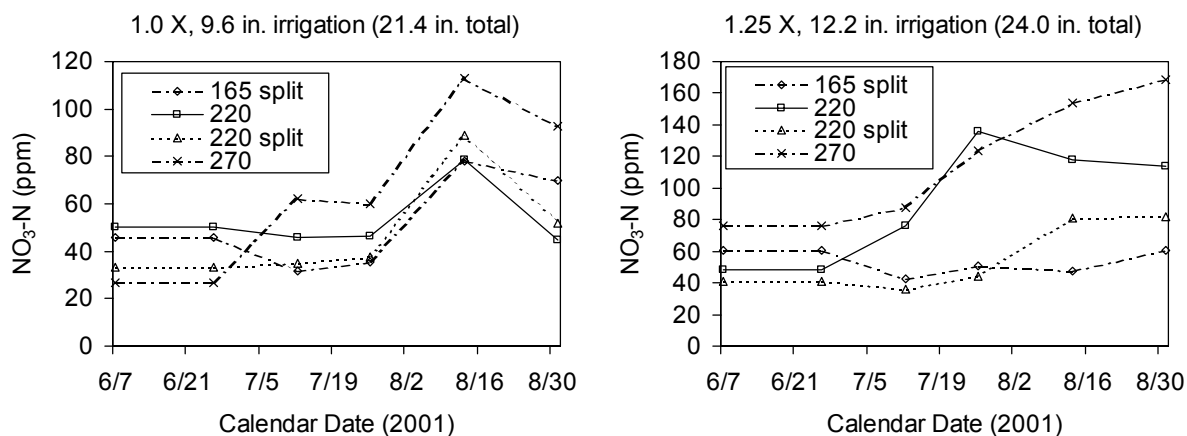 1.0 X, 9.6 in. irrigation (21.4 in. total)
NO3-N (ppm)
120
100
80
60
40
20
0
165 split
220
220 split
270
6/7 6/21 7/5 7/19 8/2 8/16 8/30
Calendar Date (2001)
1.25 X, 12.2 in. irrigation (24.0 in. total)
NO3-N (ppm)
180
160
140
120
100
80
60
40
20
0
165 split
220
220 split
270
6/7 6/21 7/5 7/19 8/2 8/16 8/30
Calendar Date (2001)